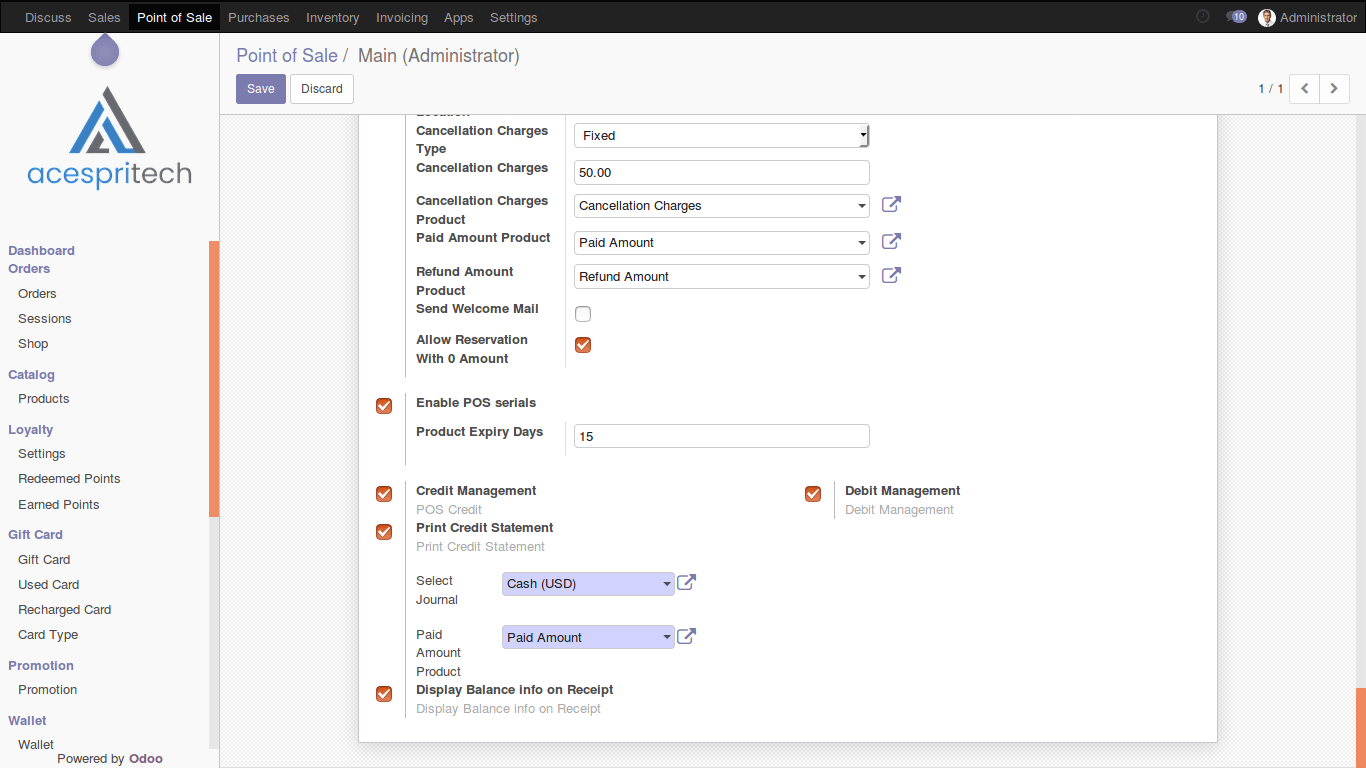 Discuss Sales Point of Sale Purchases Inventory Invoicing Apps Settings 10 Administrator
acespritech
Dashboard
Orders
Orders
Sessions
Shop
Catalog
Products
Loyalty
Settings
Redeemed Points
Earned Points
Gift Card
Gift Card
Used Card
Recharged Card
Card Type
Promotion
Promotion
Wallet
Wallet
Powered by Odoo
Point of Sale / Main (Administrator)
Save Discard 1 / 1
Location
Cancellation Charges
Type
Fixed
Cancellation Charges
50.00
Cancellation Charges
Product
Cancellation Charges
Paid Amount Product
Paid Amount
Refund Amount
Product
Refund Amount
Send Welcome Mail
Allow Reservation
With 0 Amount
Enable POS serials
Product Expiry Days
15
Credit Management
POS Credit
Debit Management
Debit Management
Print Credit Statement
Print Credit Statement
Select
Journal
Cash (USD)
Paid
Amount
Product
Paid Amount
Display Balance info on Receipt
Display Balance info on Receipt